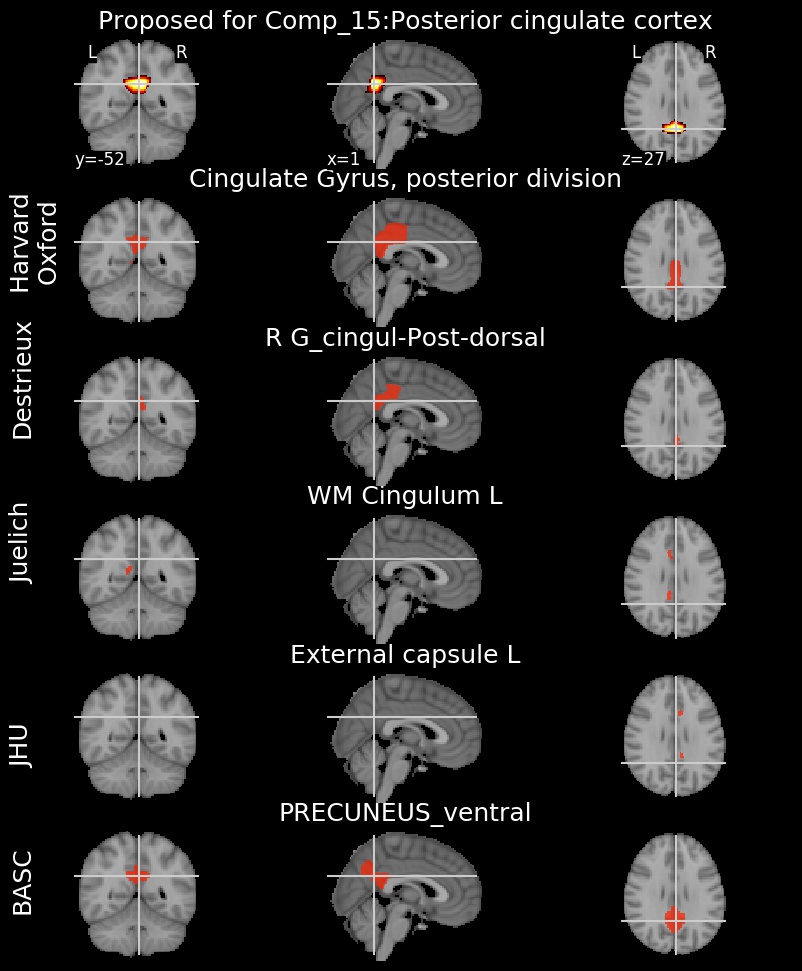 Proposed for Comp_15:Posterior cingulate cortex
L R L R
y=-52 x=1 z=27
Cingulate Gyrus, posterior division
Harvard
Oxford
R G_cingul-Post-dorsal
Destrieux
WM Cingulum L
Juelich
External capsule L
JHU
PRECUNEUS_ventral
BASC